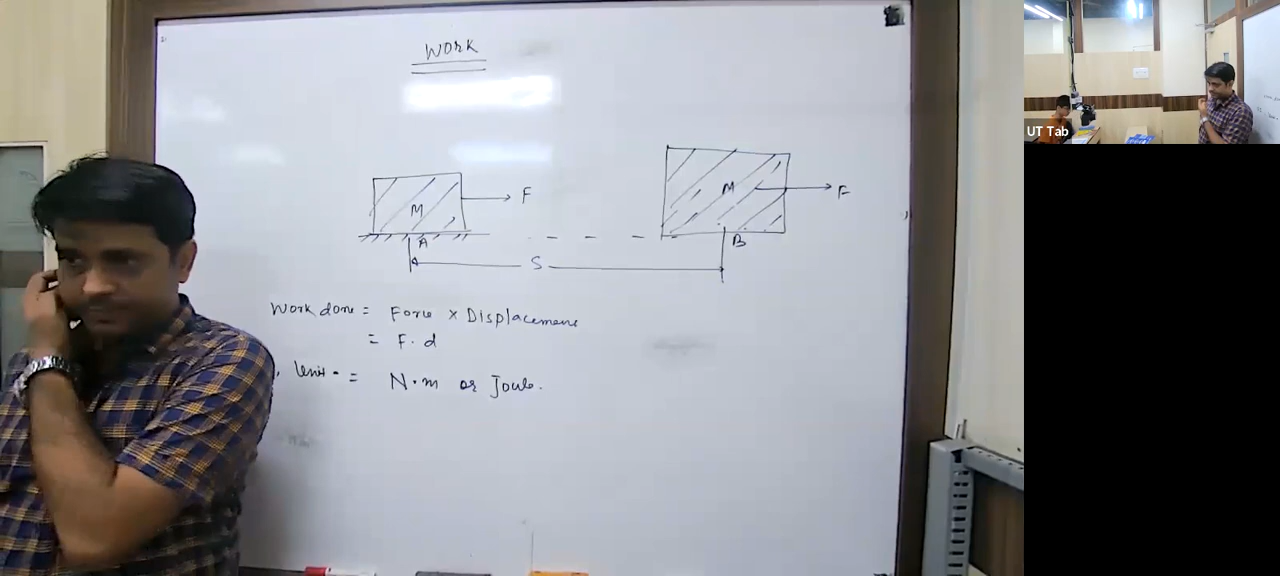 WORK
M
F
M
F
A
B
S
Work done = Force × Displacement
= F. d
Unit = N.m or Joule.
UT Tab